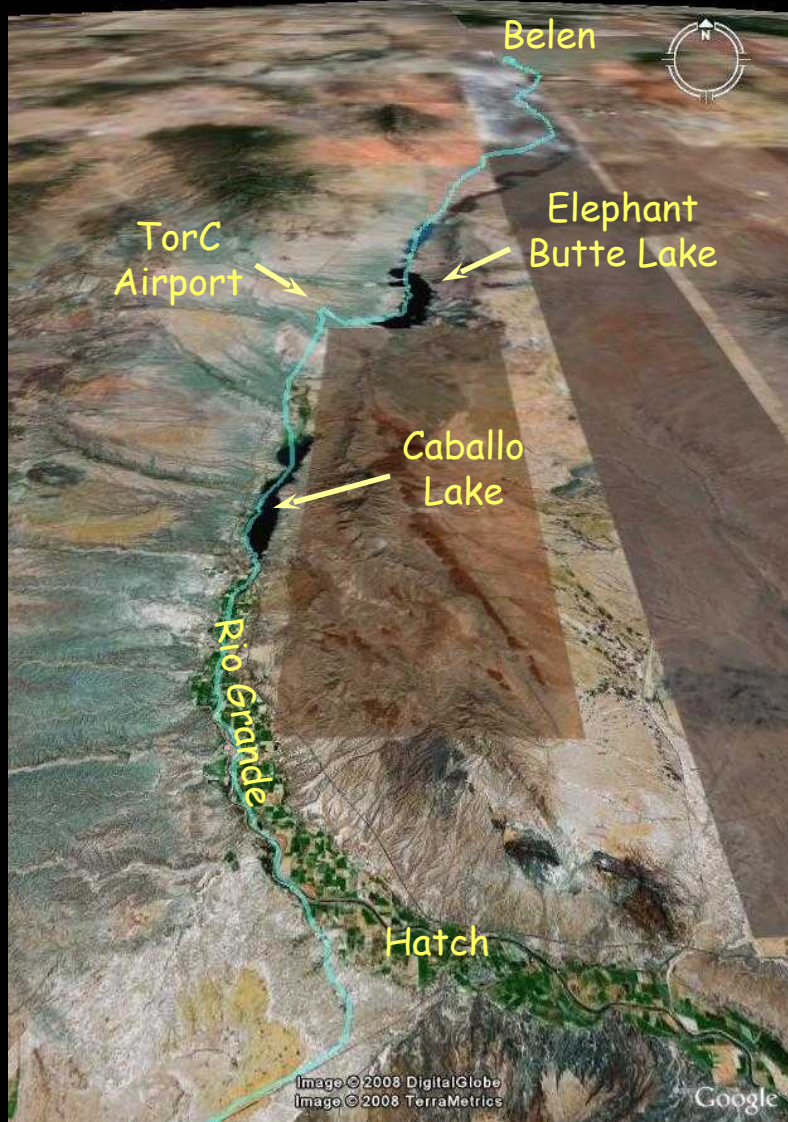 Belen
N
Elephant
Butte Lake
TorC
Airport
Caballo
Lake
Rio Grande
Hatch
Image © 2008 DigitalGlobe
Image © 2008 TerraMetrics
Google